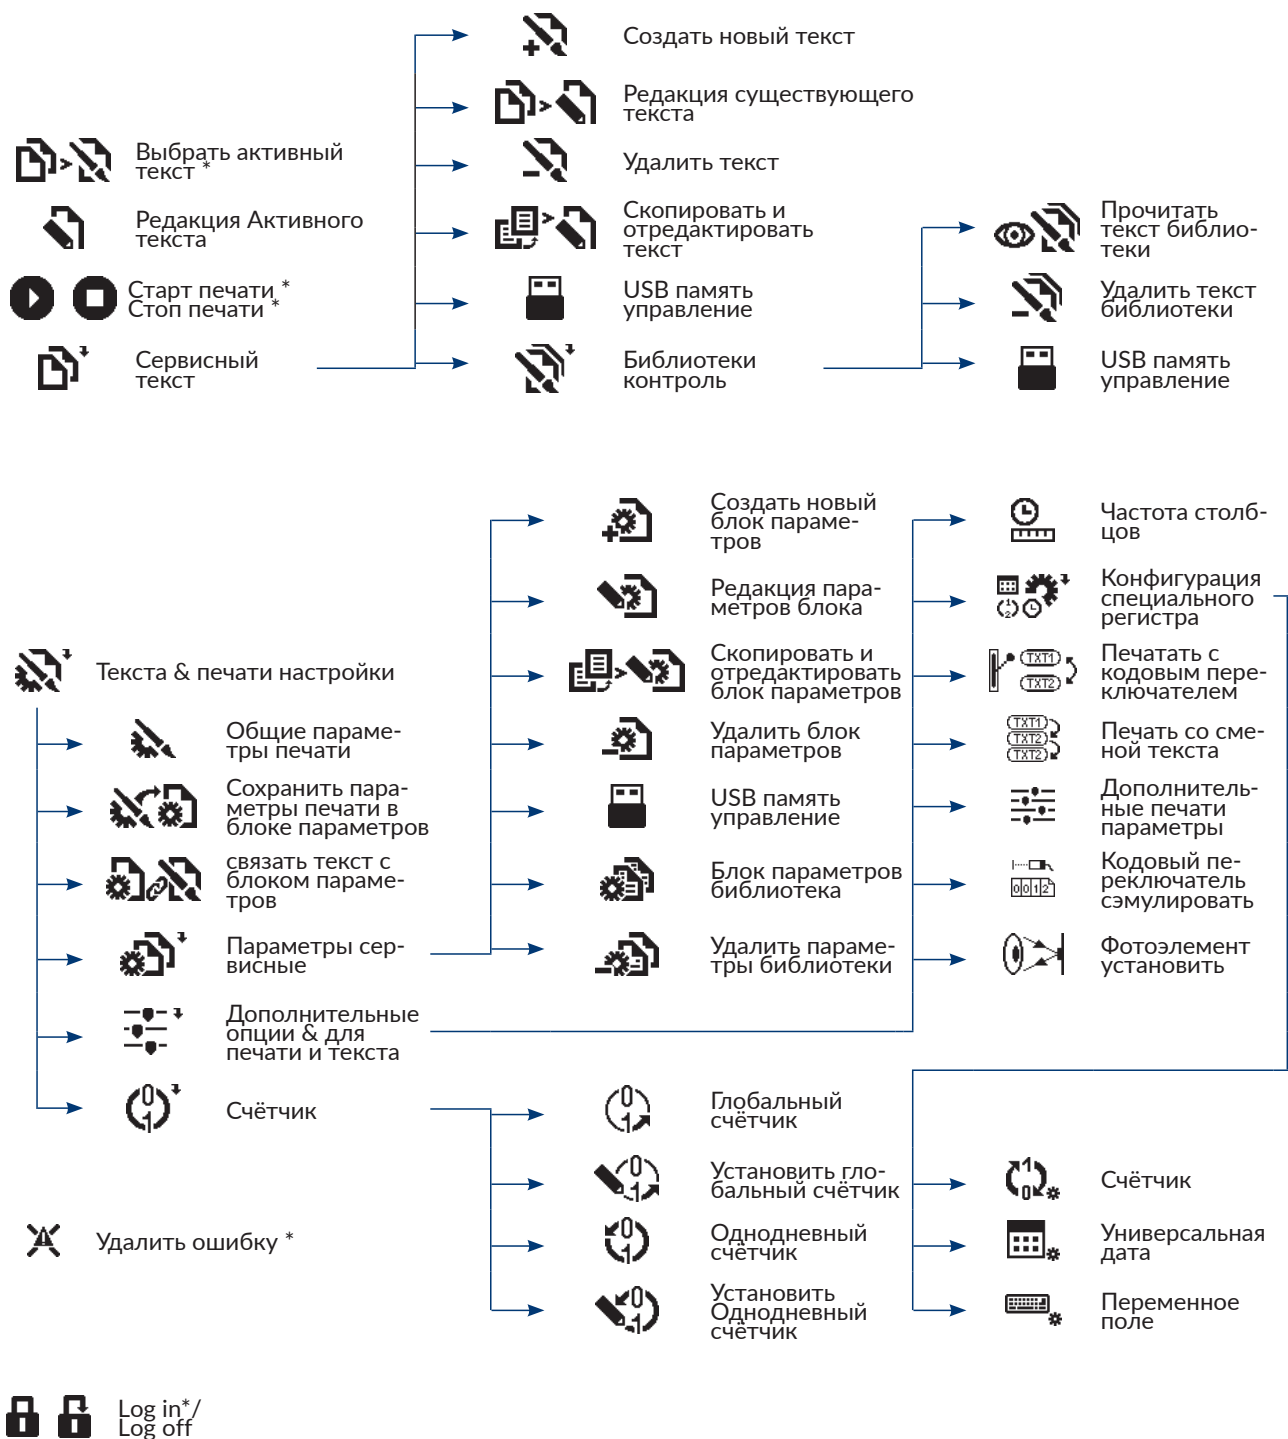 Создать новый текст
Редакция существующего
текста
Выбрать активный
текст *
Удалить текст
Редакция Активного
текста
Скопировать и
отредактировать
текст
Прочитать
текст библио-
теки
Старт печати *
Стоп печати *
USB память
управление
Удалить текст
библиотеки
Сервисный
текст
Библиотеки
контроль
USB память
управление
Создать новый
блок параме-
тров
Частота столб-
цов
Редакция пара-
метров блока
Конфигурация
специального
регистра
Текста & печати настройки
Скопировать и
отредактировать
блок параметров
TXT1
TXT2
Печатать с
кодовым пере-
ключателем
Общие параме-
тры печати
Удалить блок
параметров
TXT1
TXT2
TXT2
Печать со сме-
ной текста
Сохранить пара-
метры печати в
блоке параметров
USB память
управление
Дополнитель-
ные печати
параметры
связать текст с
блоком параме-
тров
Блок параметров
библиотека
0012
Кодовый пе-
реключатель
сэмулировать
Параметры сер-
висные
Удалить параме-
тры библиотеки
Фотоэлемент
установить
Дополнительные
опции & для
печати и текста
Счётчик
Глобальный
счётчик
Установить гло-
бальный счётчик
Счётчик
Удалить ошибку *
Однодневный
счётчик
Универсальная
дата
Установить
Однодневный
счётчик
Переменное
поле
Log in*/
Log off